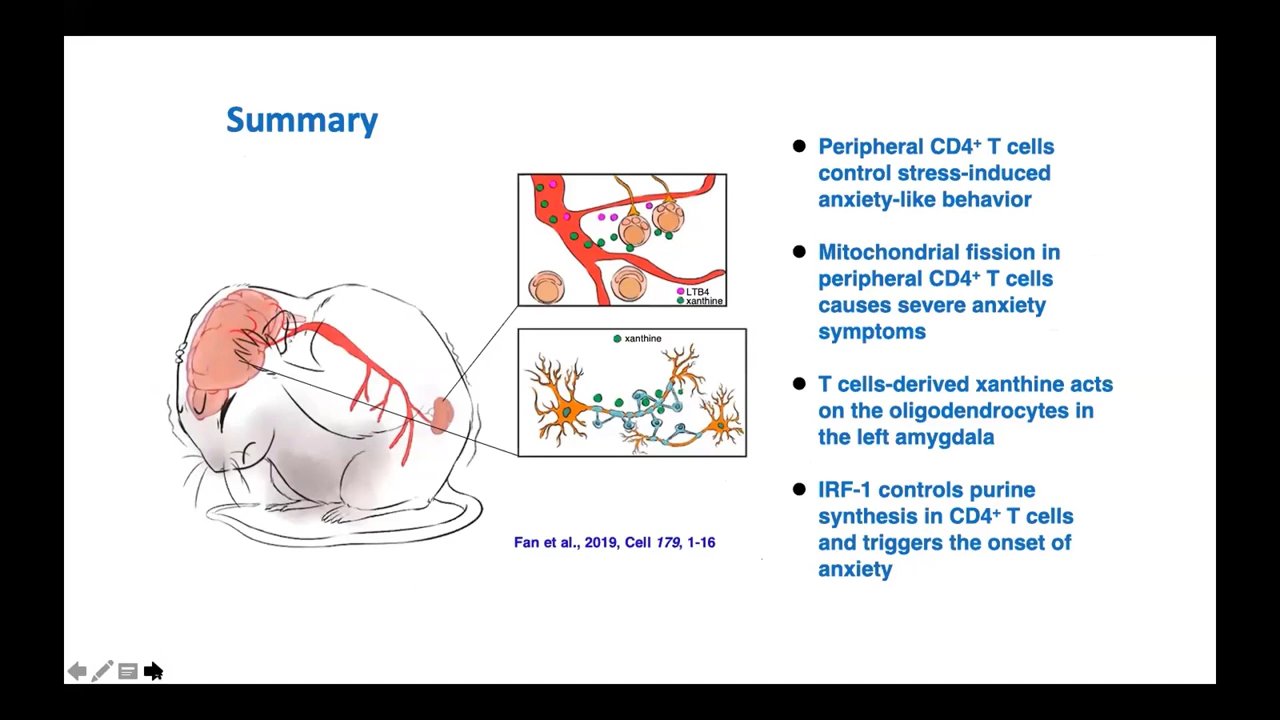 Summary
LTB4
xanthine
xanthine
Fan et al., 2019, Cell 179, 1-16
● Peripheral CD4⁺ T cells
control stress-induced
anxiety-like behavior
● Mitochondrial fission in
peripheral CD4⁺ T cells
causes severe anxiety
symptoms
● T cells-derived xanthine acts
on the oligodendrocytes in
the left amygdala
● IRF-1 controls purine
synthesis in CD4⁺ T cells
and triggers the onset of
anxiety